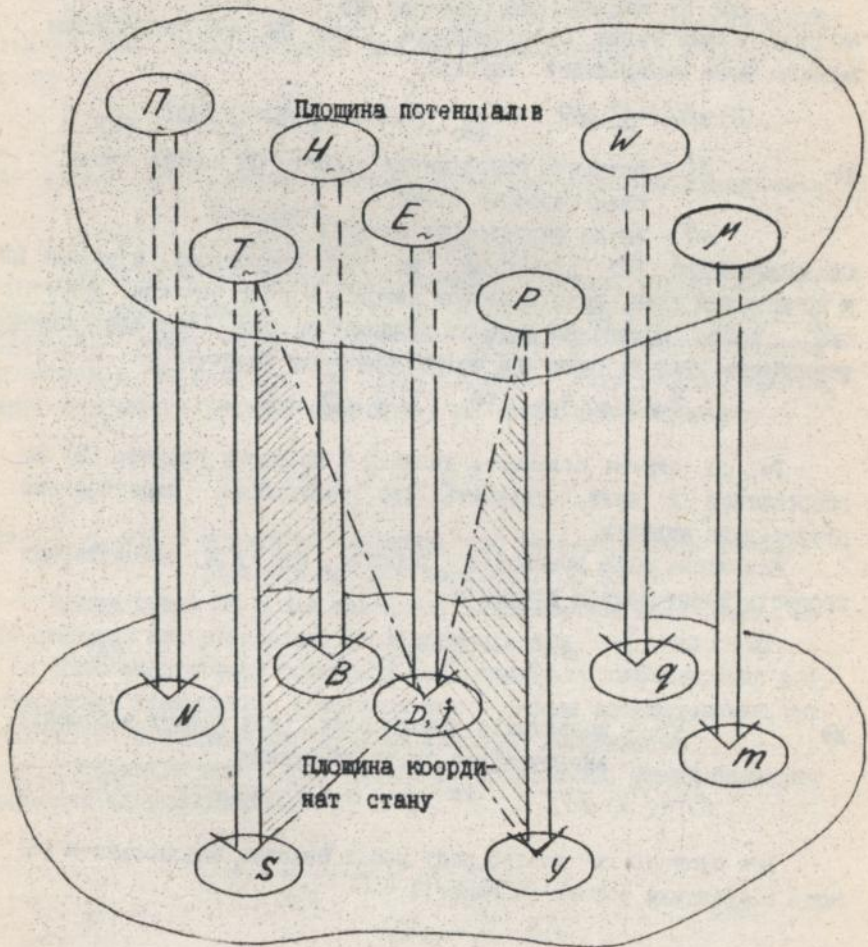 П
Площина потенціалів
H
W
E
T
M
P
B
q
N
D, j
m
Площина коорди-
нат стану
S
y